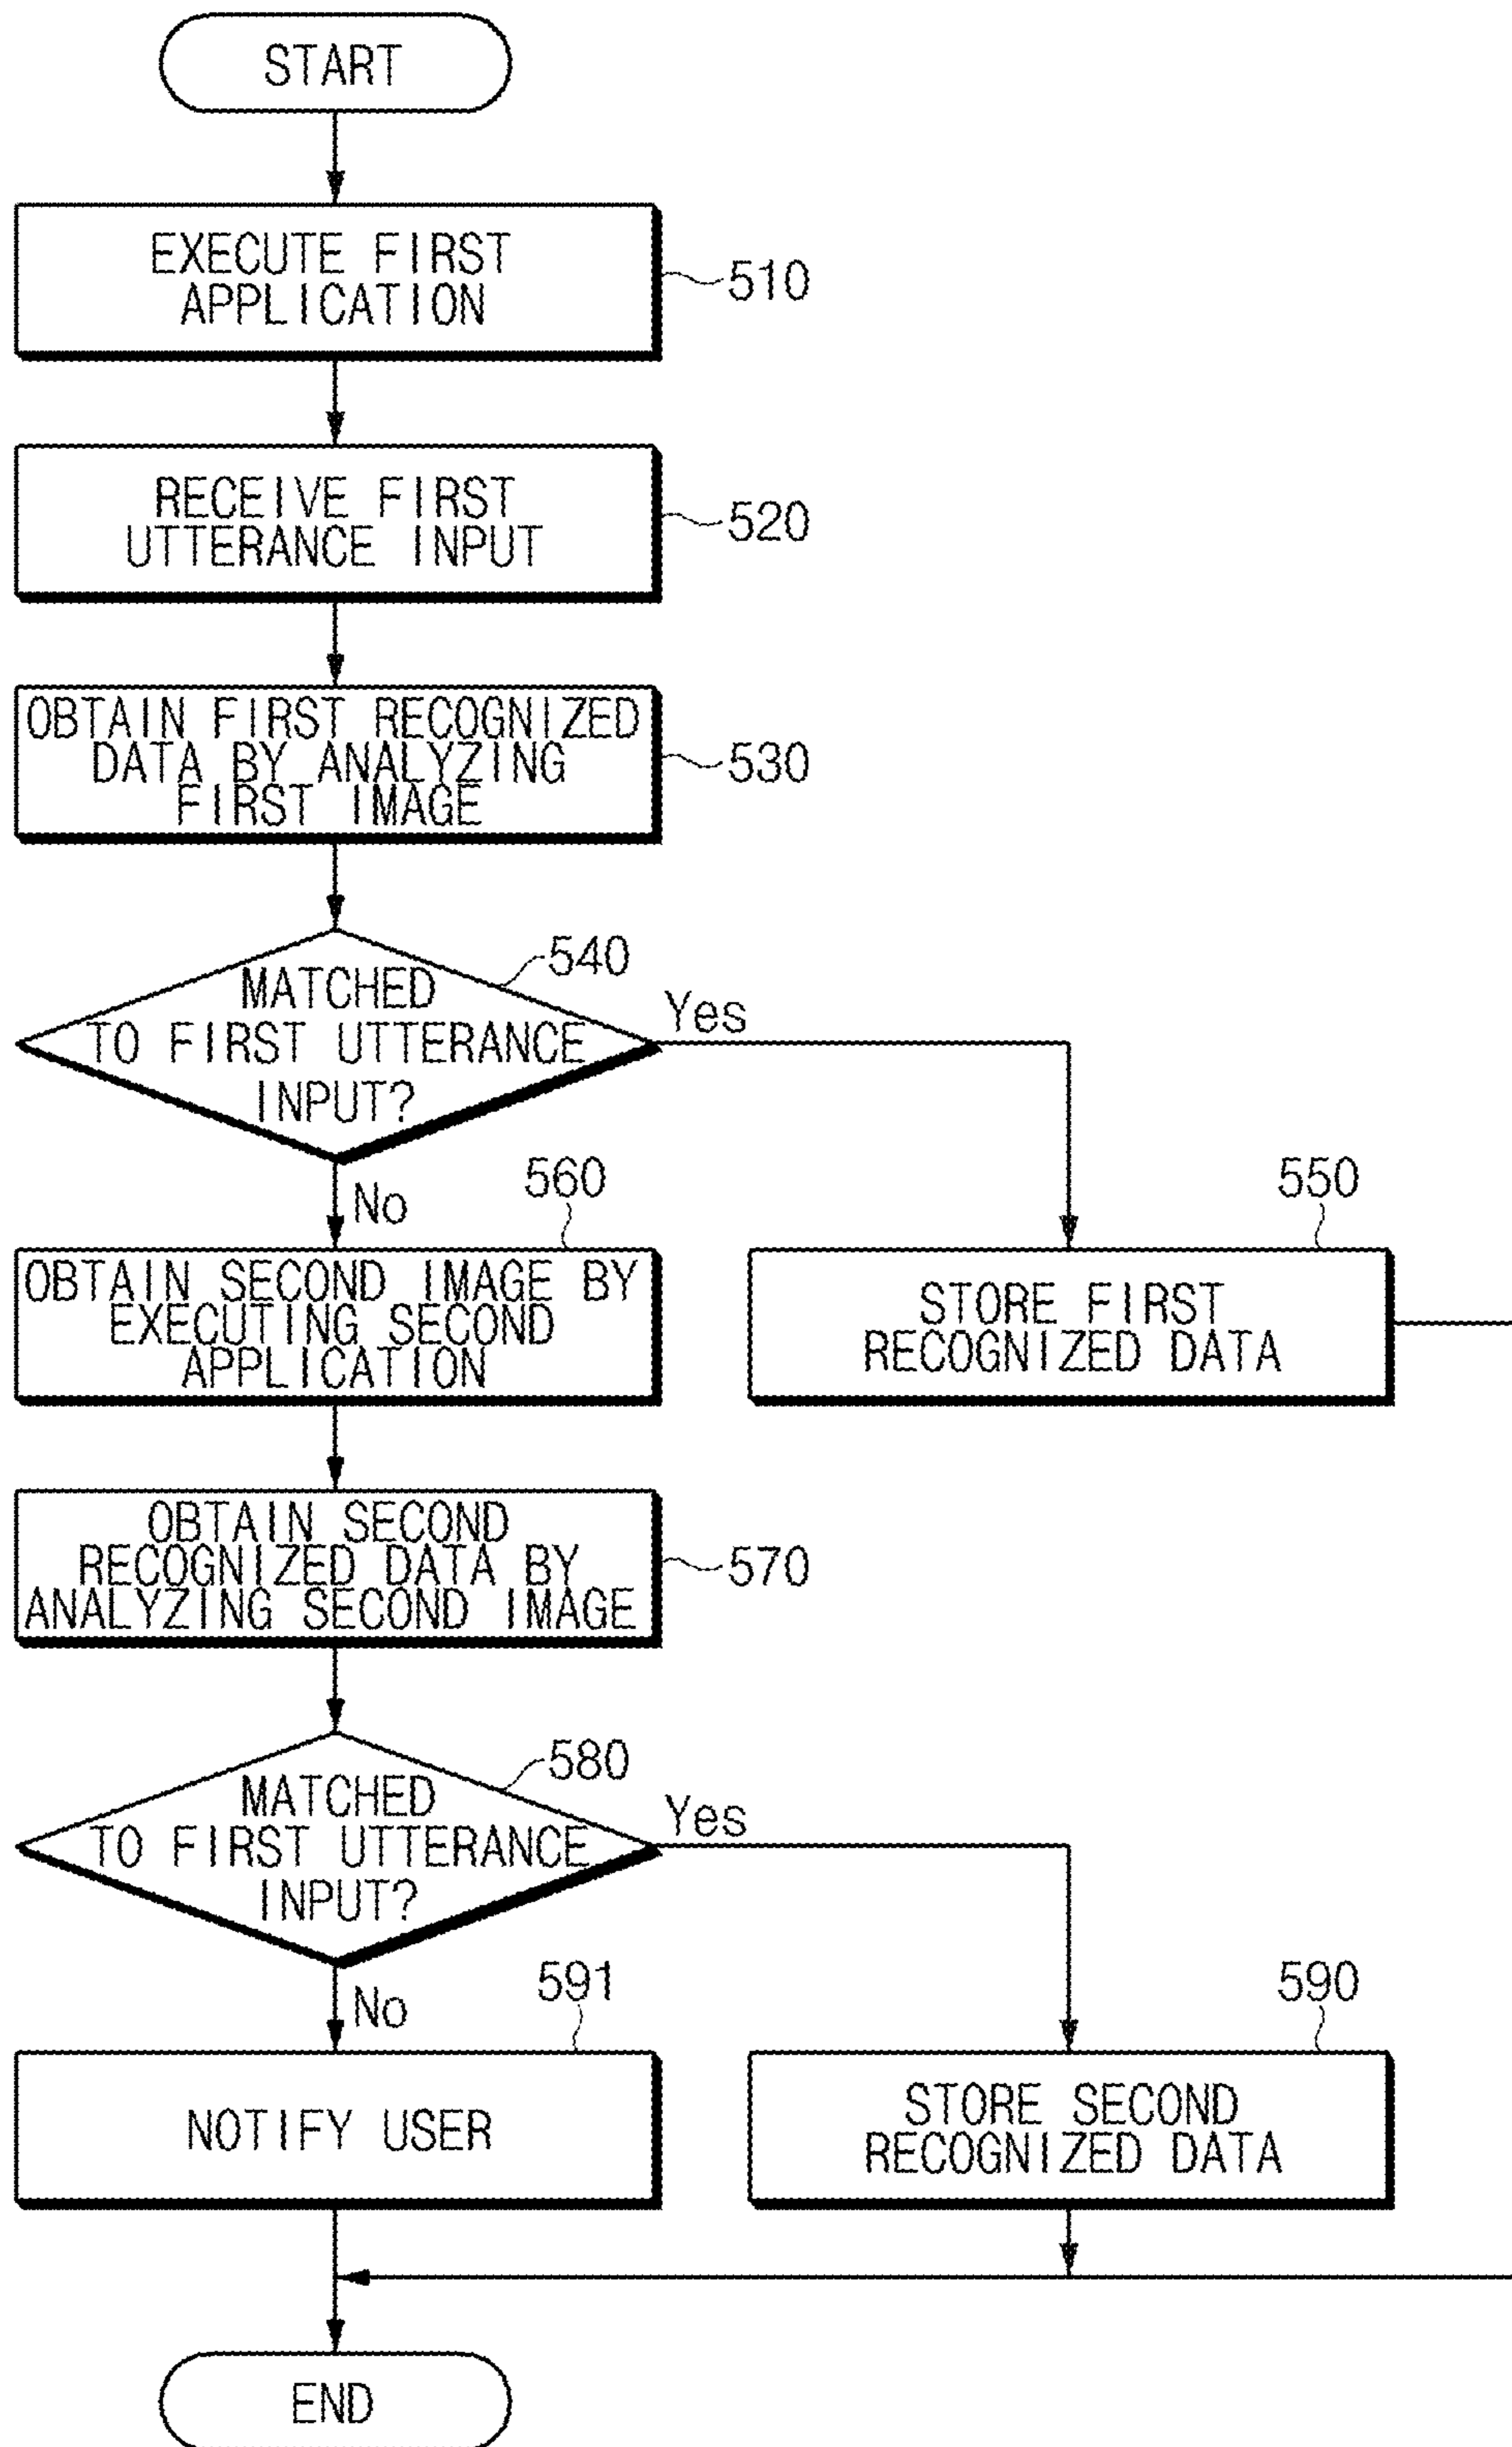 START
EXECUTE FIRST
APPLICATION
510
RECEIVE FIRST
UTTERANCE INPUT
520
OBTAIN FIRST RECOGNIZED
DATA BY ANALYZING
FIRST IMAGE
530
540
MATCHED
TO FIRST UTTERANCE
INPUT?
Yes
No
560
OBTAIN SECOND IMAGE BY
EXECUTING SECOND
APPLICATION
550
STORE FIRST
RECOGNIZED DATA
OBTAIN SECOND
RECOGNIZED DATA BY
ANALYZING SECOND IMAGE
570
580
MATCHED
TO FIRST UTTERANCE
INPUT?
Yes
No
591
NOTIFY USER
590
STORE SECOND
RECOGNIZED DATA
END